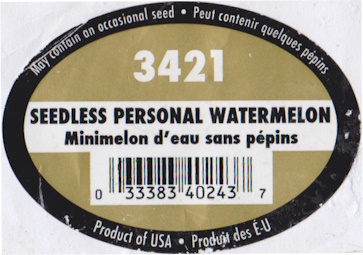 May contain an occasional seed • Peut contenir quelques pépins
3421
SEEDLESS PERSONAL WATERMELON
Minimelon d'eau sans pépins
0 33383 40243 7
Product of USA • Produit des É-U